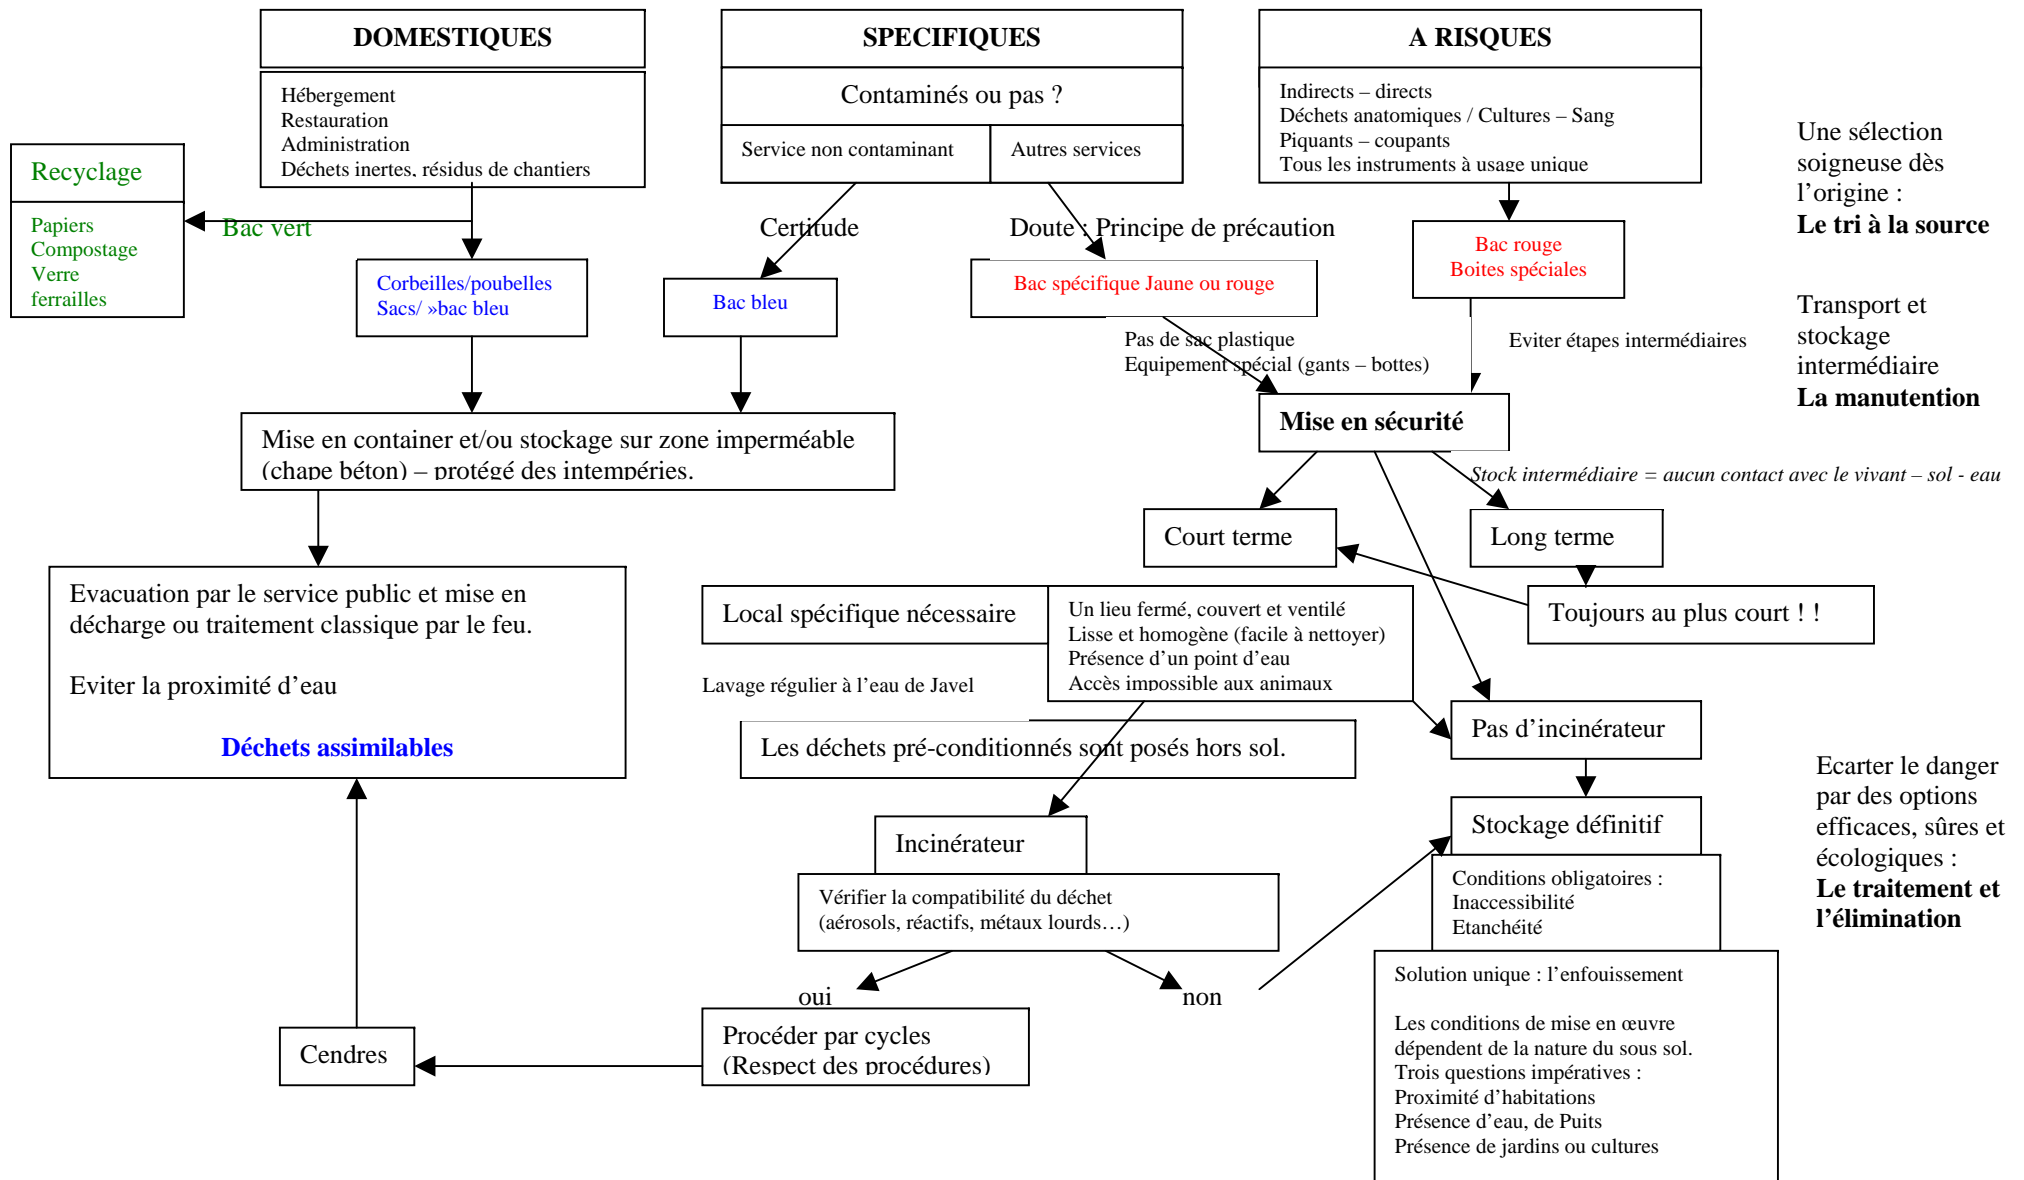 DOMESTIQUES
Hébergement
Restauration
Administration
Déchets inertes, résidus de chantiers
SPECIFIQUES
Contaminés ou pas ?
Service non contaminant
Autres services
A RISQUES
Indirects – directs
Déchets anatomiques / Cultures – Sang
Piquants – coupants
Tous les instruments à usage unique
Une sélection
soigneuse dès
l’origine :
Le tri à la source
Recyclage
Papiers
Compostage
Verre
ferrailles
Bac vert
Certitude
Doute : Principe de précaution
Corbeilles/poubelles
Sacs/ »bac bleu
Bac bleu
Bac spécifique Jaune ou rouge
Bac rouge
Boites spéciales
Transport et
stockage
intermédiaire
La manutention
Pas de sac plastique
Equipement spécial (gants – bottes)
Eviter étapes intermédiaires
Mise en container et/ou stockage sur zone imperméable
(chape béton) – protégé des intempéries.
Mise en sécurité
Stock intermédiaire = aucun contact avec le vivant – sol - eau
Court terme
Long terme
Toujours au plus court ! !
Evacuation par le service public et mise en
décharge ou traitement classique par le feu.
Eviter la proximité d’eau
Déchets assimilables
Local spécifique nécessaire
Un lieu fermé, couvert et ventilé
Lisse et homogène (facile à nettoyer)
Présence d’un point d’eau
Accès impossible aux animaux
Lavage régulier à l’eau de Javel
Les déchets pré-conditionnés sont posés hors sol.
Pas d’incinérateur
Ecarter le danger
par des options
efficaces, sûres et
écologiques :
Le traitement et
l’élimination
Incinérateur
Vérifier la compatibilité du déchet
(aérosols, réactifs, métaux lourds…)
oui
non
Procéder par cycles
(Respect des procédures)
Cendres
Stockage définitif
Conditions obligatoires :
Inaccessibilité
Etanchéité
Solution unique : l’enfouissement
Les conditions de mise en œuvre
dépendent de la nature du sous sol.
Trois questions impératives :
Proximité d’habitations
Présence d’eau, de Puits
Présence de jardins ou cultures